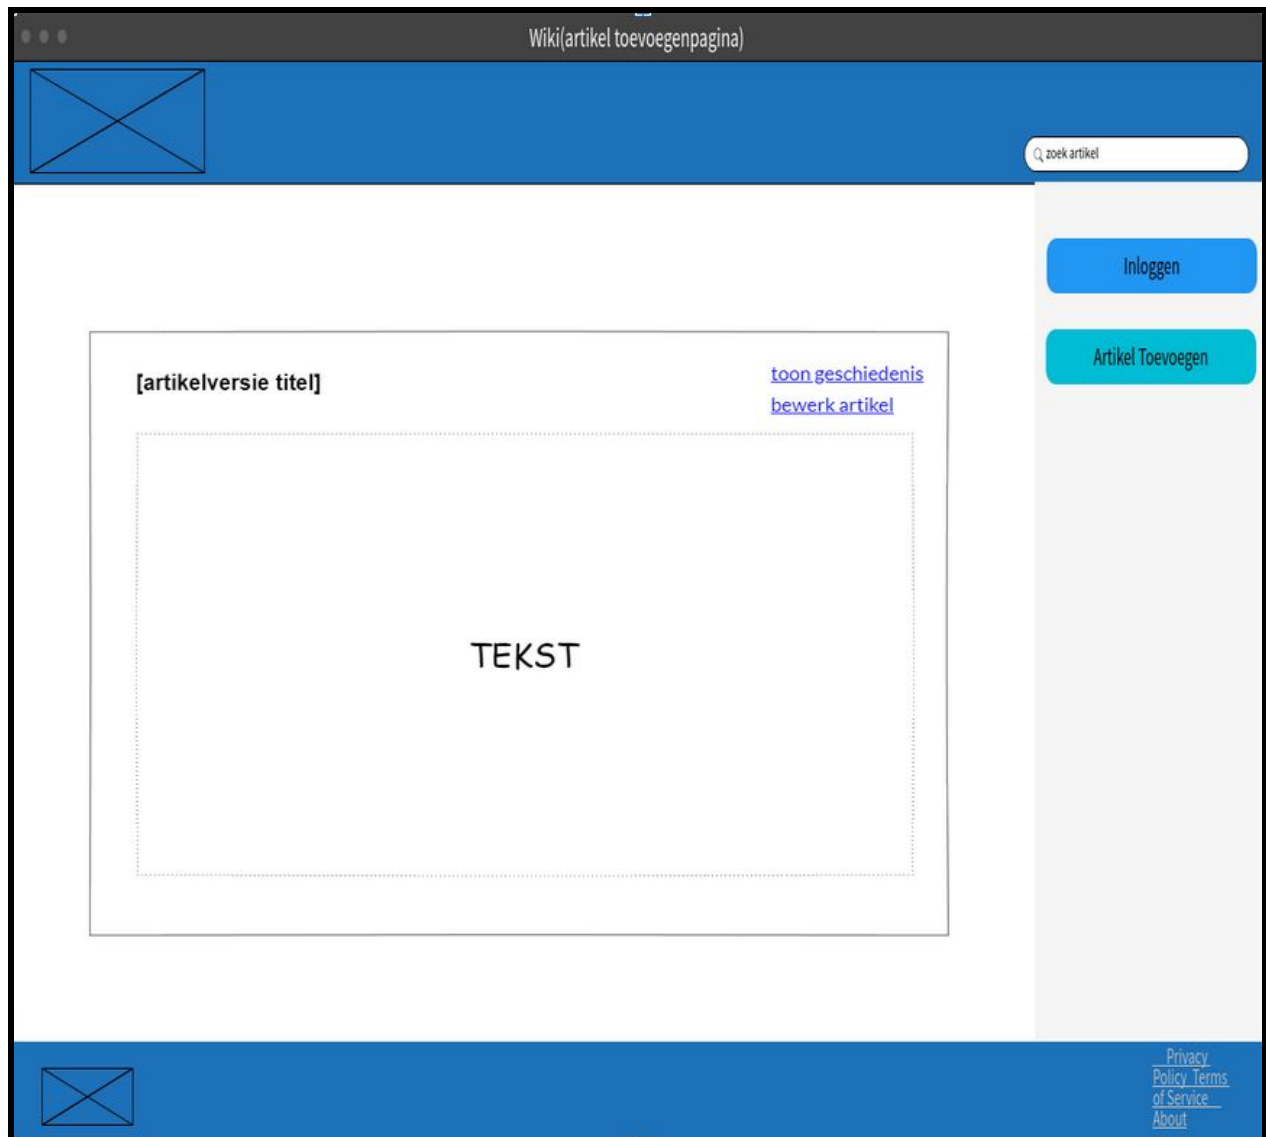 Wiki(artikel toevoegenpagina)
zoek artikel
Inloggen
Artikel Toevoegen
[artikelversie titel]
toon geschiedenis
bewerk artikel
TEKST
Privacy
Policy Terms
of Service
About